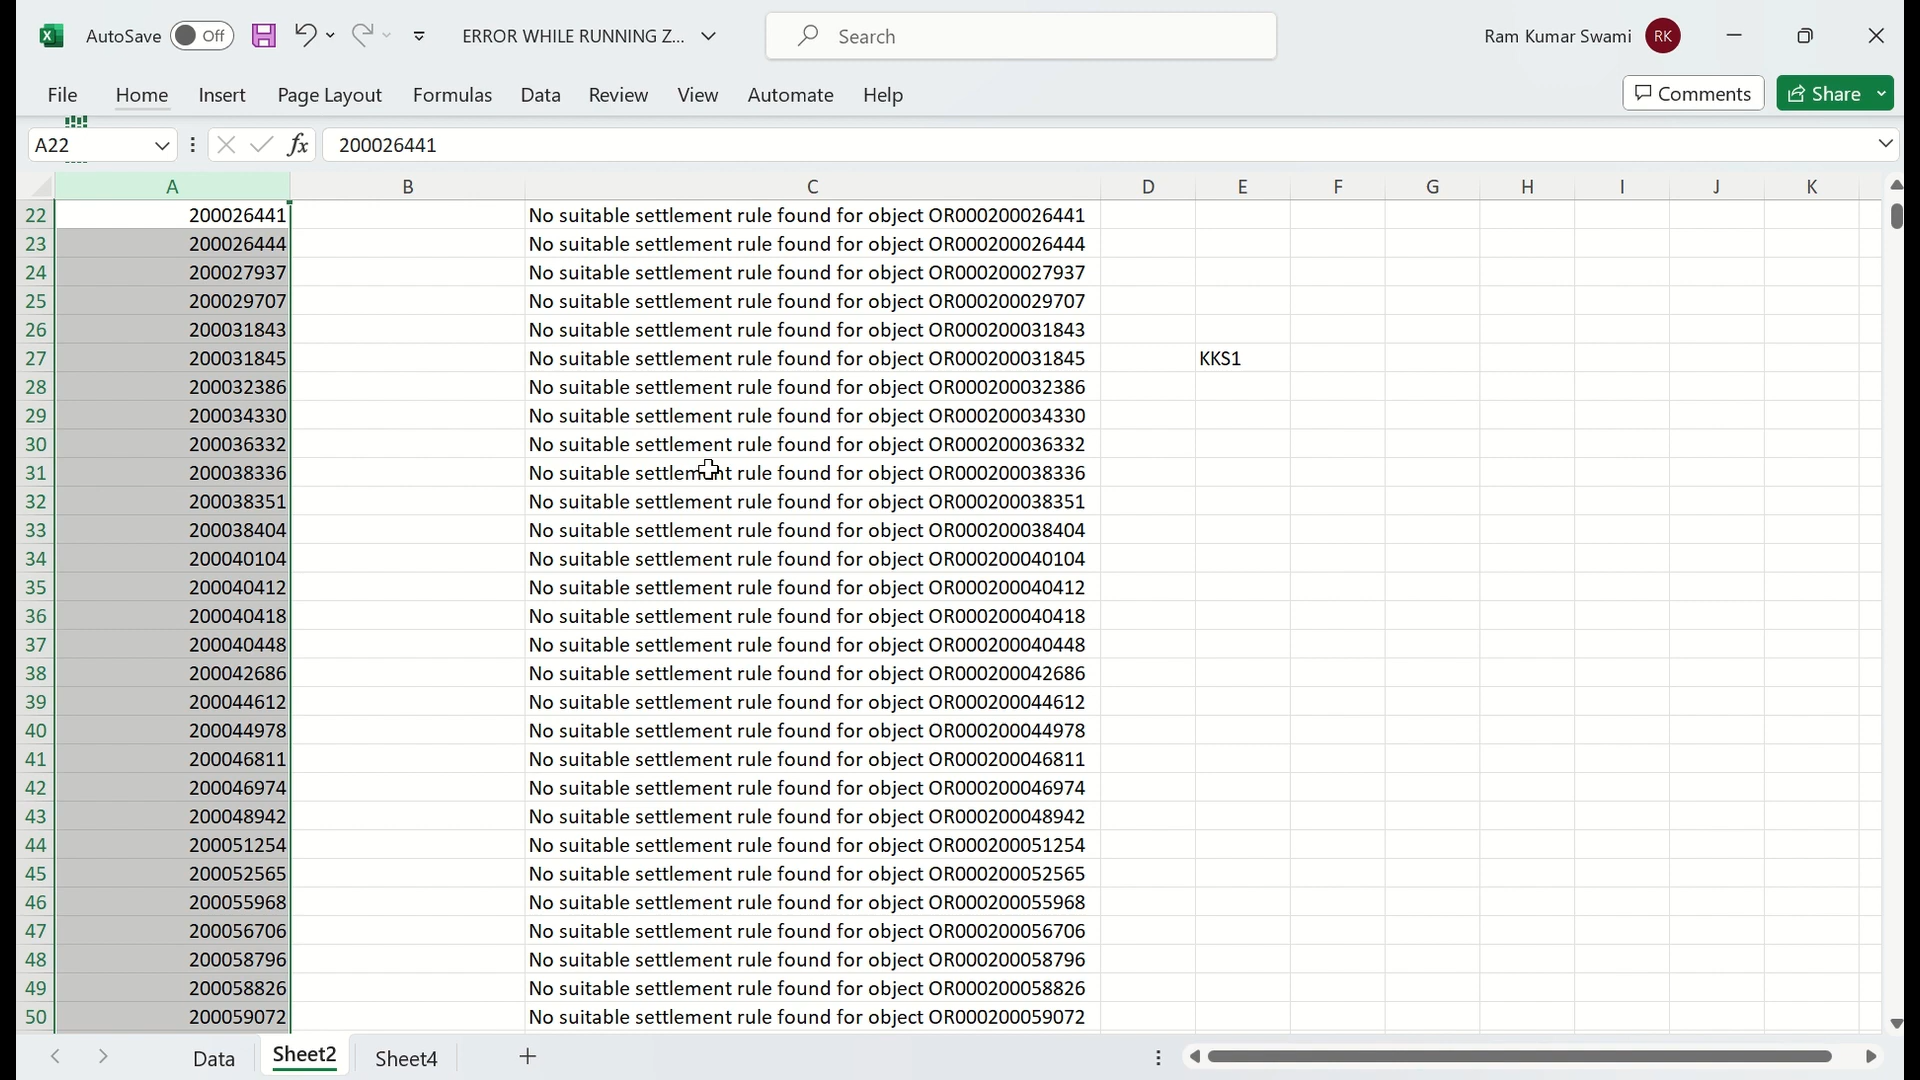 AutoSave Off ERROR WHILE RUNNING Z... Search Ram Kumar Swami RK
File Home Insert Page Layout Formulas Data Review View Automate Help Comments Share
A22 fx 200026441
A B C D E F G H I J K
22 200026441 No suitable settlement rule found for object OR000200026441
23 200026444 No suitable settlement rule found for object OR000200026444
24 200027937 No suitable settlement rule found for object OR000200027937
25 200029707 No suitable settlement rule found for object OR000200029707
26 200031843 No suitable settlement rule found for object OR000200031843
27 200031845 No suitable settlement rule found for object OR000200031845 KKS1
28 200032386 No suitable settlement rule found for object OR000200032386
29 200034330 No suitable settlement rule found for object OR000200034330
30 200036332 No suitable settlement rule found for object OR000200036332
31 200038336 No suitable settlement rule found for object OR000200038336
32 200038351 No suitable settlement rule found for object OR000200038351
33 200038404 No suitable settlement rule found for object OR000200038404
34 200040104 No suitable settlement rule found for object OR000200040104
35 200040412 No suitable settlement rule found for object OR000200040412
36 200040418 No suitable settlement rule found for object OR000200040418
37 200040448 No suitable settlement rule found for object OR000200040448
38 200042686 No suitable settlement rule found for object OR000200042686
39 200044612 No suitable settlement rule found for object OR000200044612
40 200044978 No suitable settlement rule found for object OR000200044978
41 200046811 No suitable settlement rule found for object OR000200046811
42 200046974 No suitable settlement rule found for object OR000200046974
43 200048942 No suitable settlement rule found for object OR000200048942
44 200051254 No suitable settlement rule found for object OR000200051254
45 200052565 No suitable settlement rule found for object OR000200052565
46 200055968 No suitable settlement rule found for object OR000200055968
47 200056706 No suitable settlement rule found for object OR000200056706
48 200058796 No suitable settlement rule found for object OR000200058796
49 200058826 No suitable settlement rule found for object OR000200058826
50 200059072 No suitable settlement rule found for object OR000200059072
Data Sheet2 Sheet4